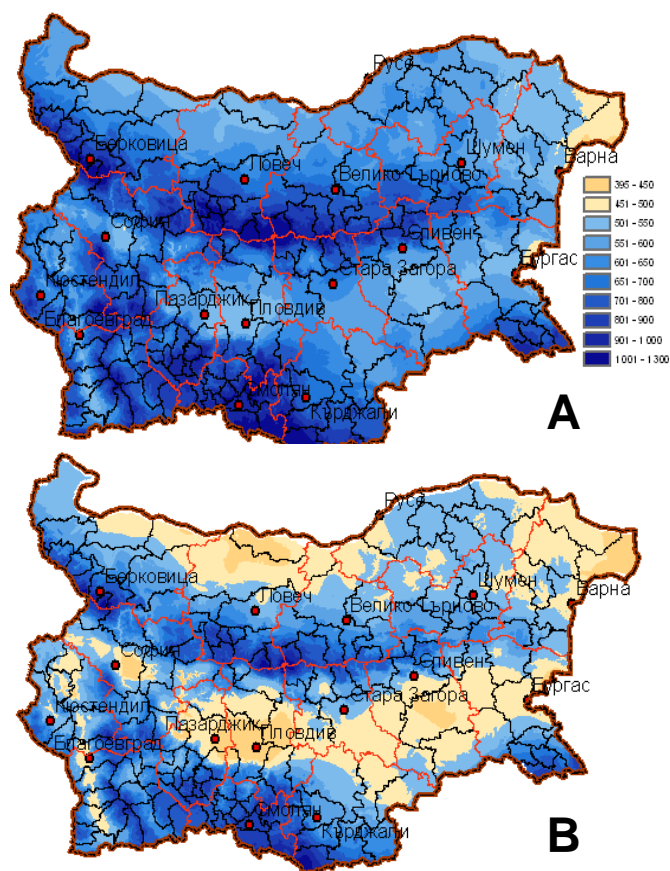 Русе
Берковица
Ловеч
Велико Търново
Шумен
Варна
София
Сливен
Бургас
Кюстендил
Стара Загора
Пазарджик
Пловдив
Благоевград
Смолян
Кърджали
395 - 450
451 - 500
501 - 550
551 - 600
601 - 650
651 - 700
701 - 800
801 - 900
901 - 1 000
1 001 - 1 300
A
Русе
Берковица
Ловеч
Велико Търново
Шумен
Варна
София
Сливен
Бургас
Кюстендил
Стара Загора
Пазарджик
Пловдив
Благоевград
Смолян
Кърджали
B